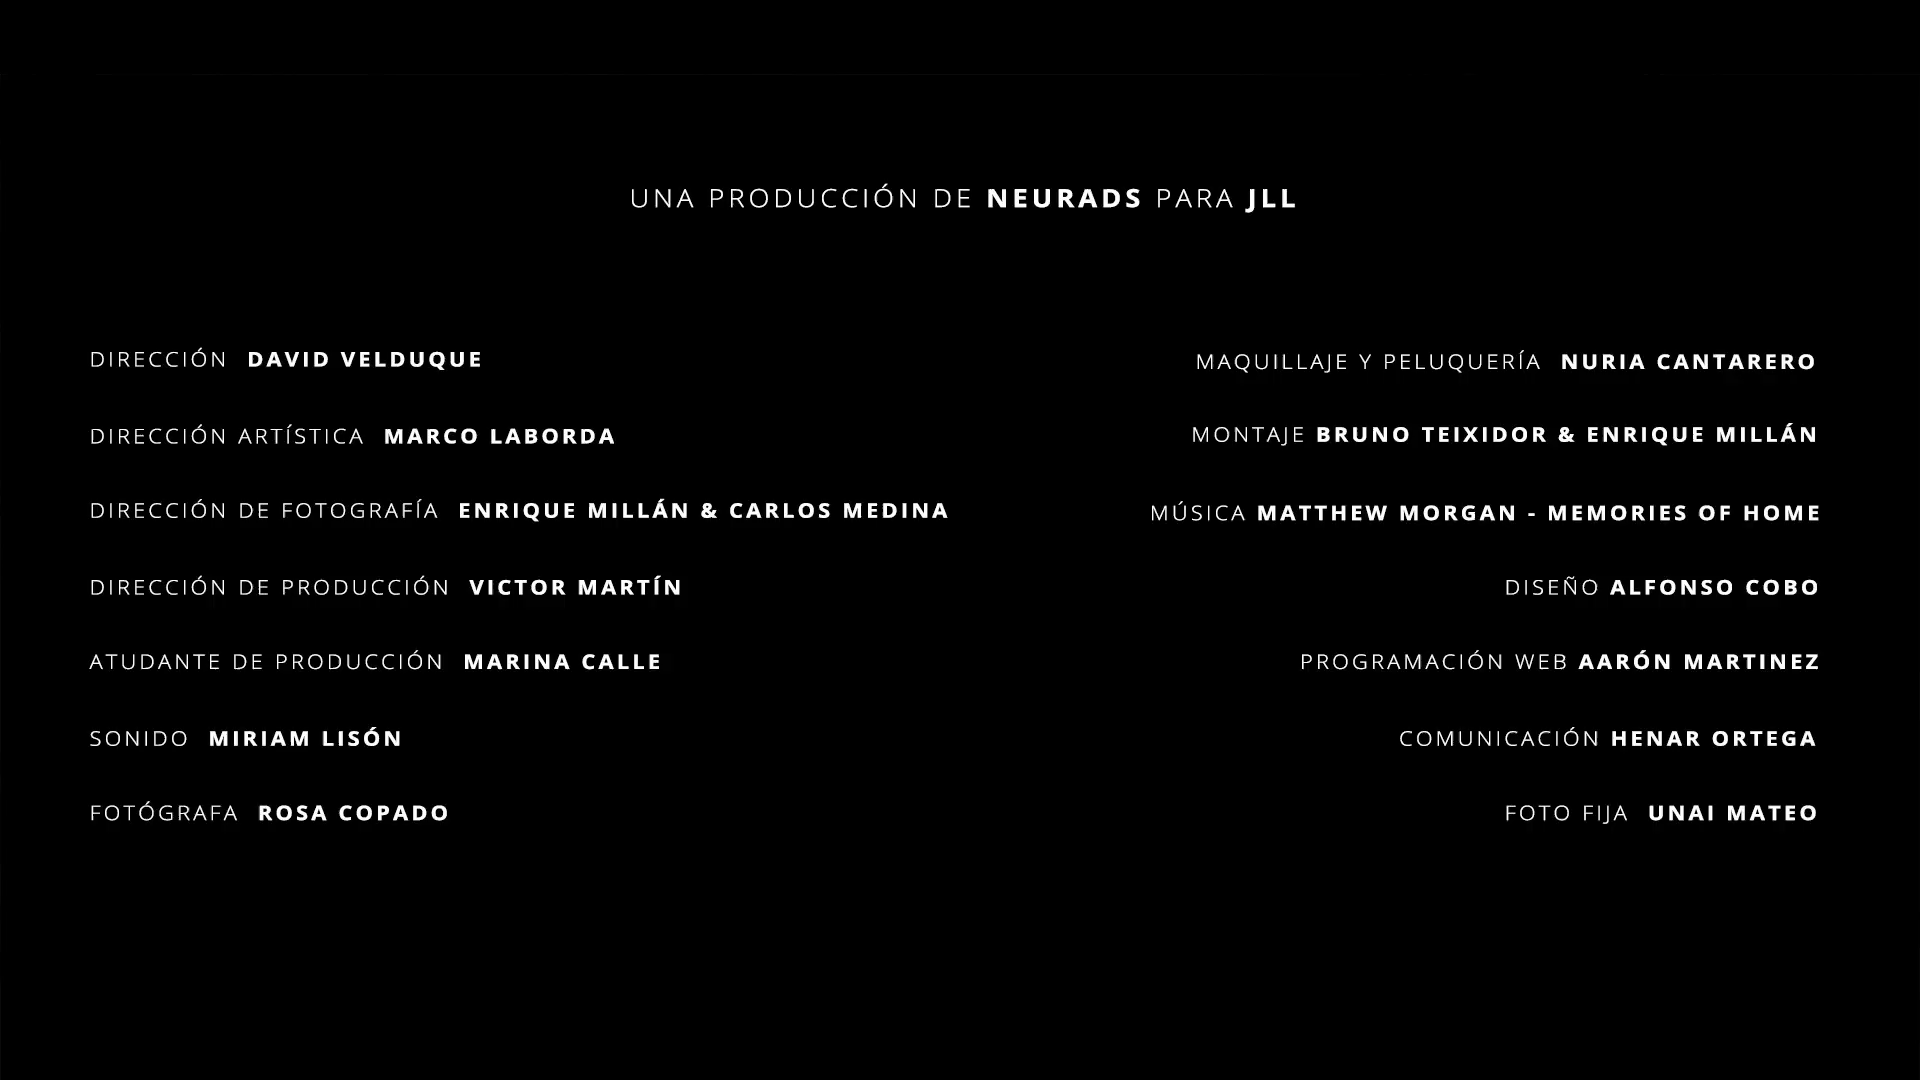 UNA PRODUCCIÓN DE NEURADS PARA JLL
DIRECCIÓN DAVID VELDUQUE
DIRECCIÓN ARTÍSTICA MARCO LABORDA
DIRECCIÓN DE FOTOGRAFÍA ENRIQUE MILLÁN & CARLOS MEDINA
DIRECCIÓN DE PRODUCCIÓN VICTOR MARTÍN
ATUDANTE DE PRODUCCIÓN MARINA CALLE
SONIDO MIRIAM LISÓN
FOTÓGRAFA ROSA COPADO
MAQUILLAJE Y PELUQUERÍA NURIA CANTARERO
MONTAJE BRUNO TEIXIDOR & ENRIQUE MILLÁN
MÚSICA MATTHEW MORGAN - MEMORIES OF HOME
DISEÑO ALFONSO COBO
PROGRAMACIÓN WEB AARÓN MARTINEZ
COMUNICACIÓN HENAR ORTEGA
FOTO FIJA UNAI MATEO